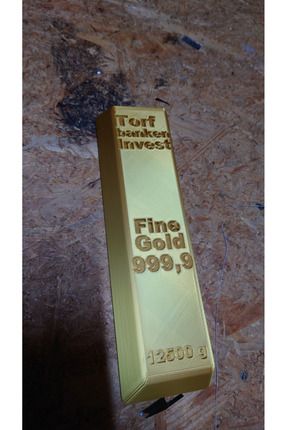 Torf
banken
Invest
Fine
Gold
999,9
12500 g